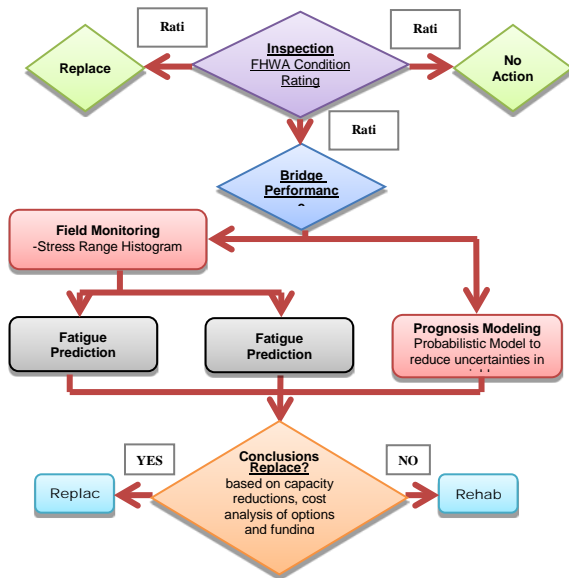 Rati
Rati
Inspection
FHWA Condition
Rating
Replace
No
Action
Rati
Bridge
Performanc
Field Monitoring
-Stress Range Histogram
Fatigue
Prediction
Fatigue
Prediction
Prognosis Modeling
Probabilistic Model to
reduce uncertainties in
YES
NO
Conclusions
Replace?
based on capacity
reductions, cost
analysis of options
and funding
Replac
Rehab